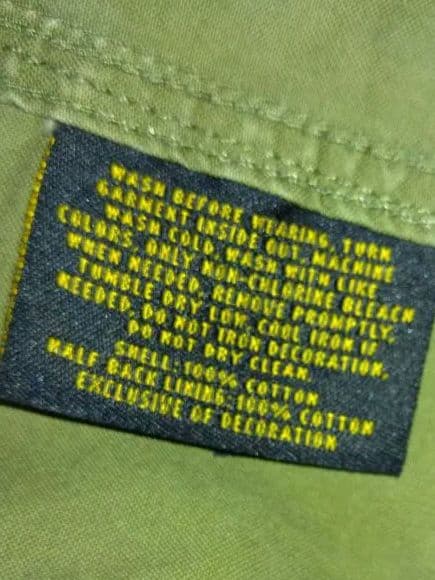 WASH BEFORE WEARING, TURN
GARMENT INSIDE OUT, MACHINE
WASH COLD, WASH WITH LIKE
COLORS, ONLY NON-CHLORINE BLEACH
WHEN NEEDED, REMOVE PROMPTLY,
TUMBLE DRY LOW, COOL IRON IF
NEEDED, DO NOT IRON DECORATION,
DO NOT DRY CLEAN.
SHELL:100% COTTON
HALF BACK LINING:100% COTTON
EXCLUSIVE OF DECORATION